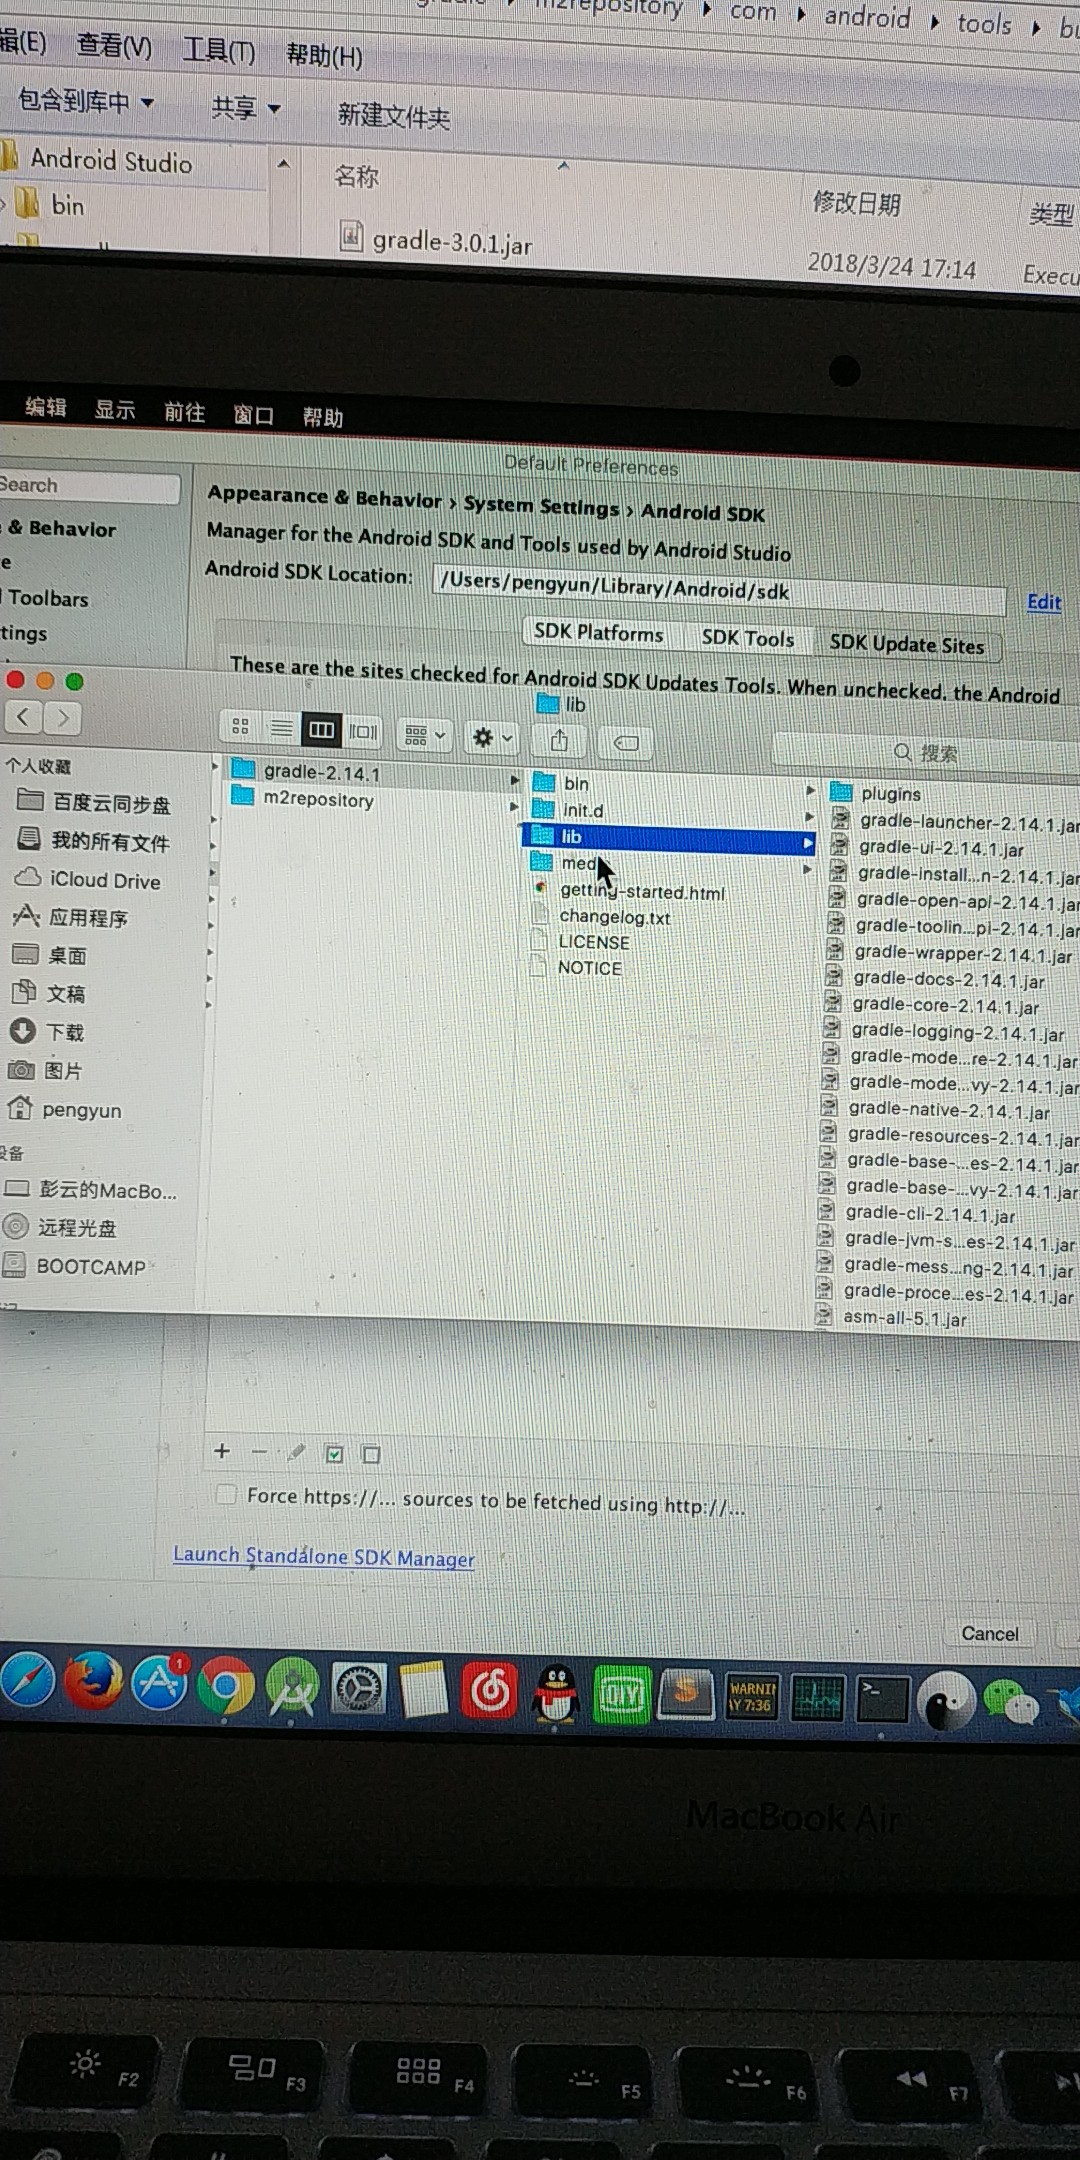 m2repository com android tools
查看(V) 工具(T) 帮助(H)
包含到库中 共享 新建文件夹
Android Studio
名称 修改日期 类型
bin
gradle-3.0.1.jar 2018/3/24 17:14 Execu
编辑 显示 前往 窗口 帮助
Default Preferences
Search
Appearance & Behavior › System Settings › Android SDK
& Behavior
Manager for the Android SDK and Tools used by Android Studio
Android SDK Location: /Users/pengyun/Library/Android/sdk Edit
Toolbars
tings
SDK Platforms SDK Tools SDK Update Sites
These are the sites checked for Android SDK Updates Tools. When unchecked, the Android
lib
搜索
个人收藏
百度云同步盘
我的所有文件
iCloud Drive
应用程序
桌面
文稿
下载
图片
pengyun
设备
彭云的MacBo...
远程光盘
BOOTCAMP
gradle-2.14.1
m2repository
bin
init.d
lib
med
getting-started.html
changelog.txt
LICENSE
NOTICE
plugins
gradle-launcher-2.14.1.jar
gradle-ui-2.14.1.jar
gradle-install...n-2.14.1.jar
gradle-open-api-2.14.1.jar
gradle-toolin...pi-2.14.1.jar
gradle-wrapper-2.14.1.jar
gradle-docs-2.14.1.jar
gradle-core-2.14.1.jar
gradle-logging-2.14.1.jar
gradle-mode...re-2.14.1.jar
gradle-mode...vy-2.14.1.jar
gradle-native-2.14.1.jar
gradle-resources-2.14.1.jar
gradle-base-...es-2.14.1.jar
gradle-base-...vy-2.14.1.jar
gradle-cli-2.14.1.jar
gradle-jvm-s...es-2.14.1.jar
gradle-mess...ng-2.14.1.jar
gradle-proce...es-2.14.1.jar
asm-all-5.1.jar
Force https://... sources to be fetched using http://...
Launch Standalone SDK Manager
Cancel
1
DIY
WARNI
AY 7:36
MacBook Air
F2 F3 F4 F5 F6 F7